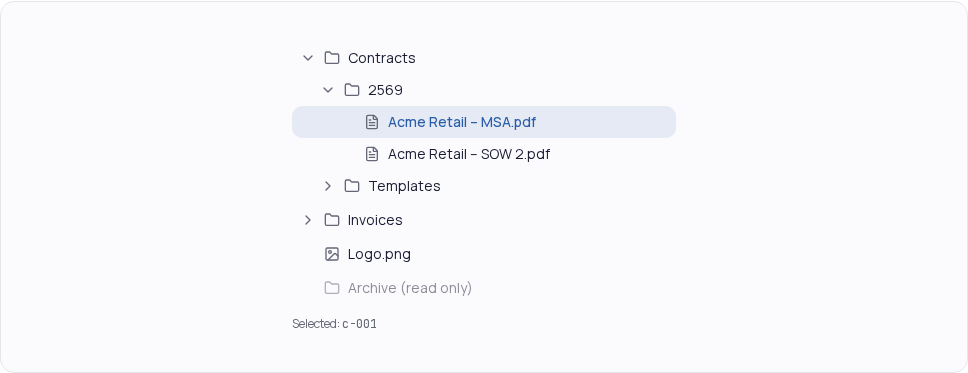 Contracts
2569
Acme Retail – MSA.pdf
Acme Retail – SOW 2.pdf
Templates
Invoices
Logo.png
Archive (read only)
Selected: c-001